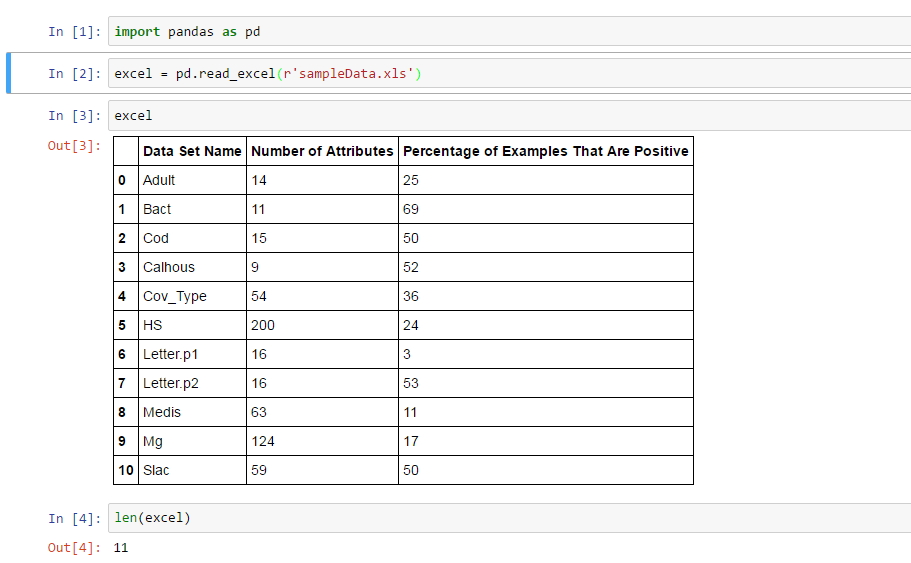 In [1]: import pandas as pd
In [2]: excel = pd.read_excel(r'sampleData.xls')
In [3]: excel
Out[3]:
Data Set Name Number of Attributes Percentage of Examples That Are Positive
0 Adult 14 25
1 Bact 11 69
2 Cod 15 50
3 Calhous 9 52
4 Cov_Type 54 36
5 HS 200 24
6 Letter.p1 16 3
7 Letter.p2 16 53
8 Medis 63 11
9 Mg 124 17
10 Slac 59 50
In [4]: len(excel)
Out[4]: 11